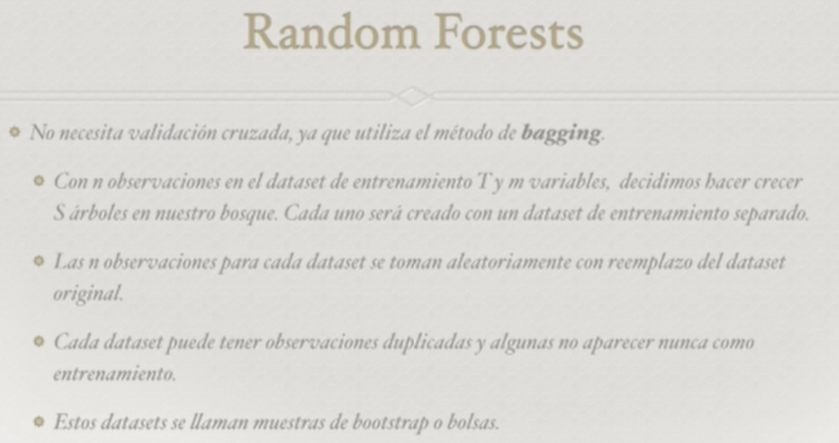 Random Forests
No necesita validación cruzada, ya que utiliza el método de bagging.
Con n observaciones en el dataset de entrenamiento T y m variables, decidimos hacer crecer
S árboles en nuestro bosque. Cada uno será creado con un dataset de entrenamiento separado.
Las n observaciones para cada dataset se toman aleatoriamente con reemplazo del dataset
original.
Cada dataset puede tener observaciones duplicadas y algunas no aparecer nunca como
entrenamiento.
Estos datasets se llaman muestras de bootstrap o bolsas.